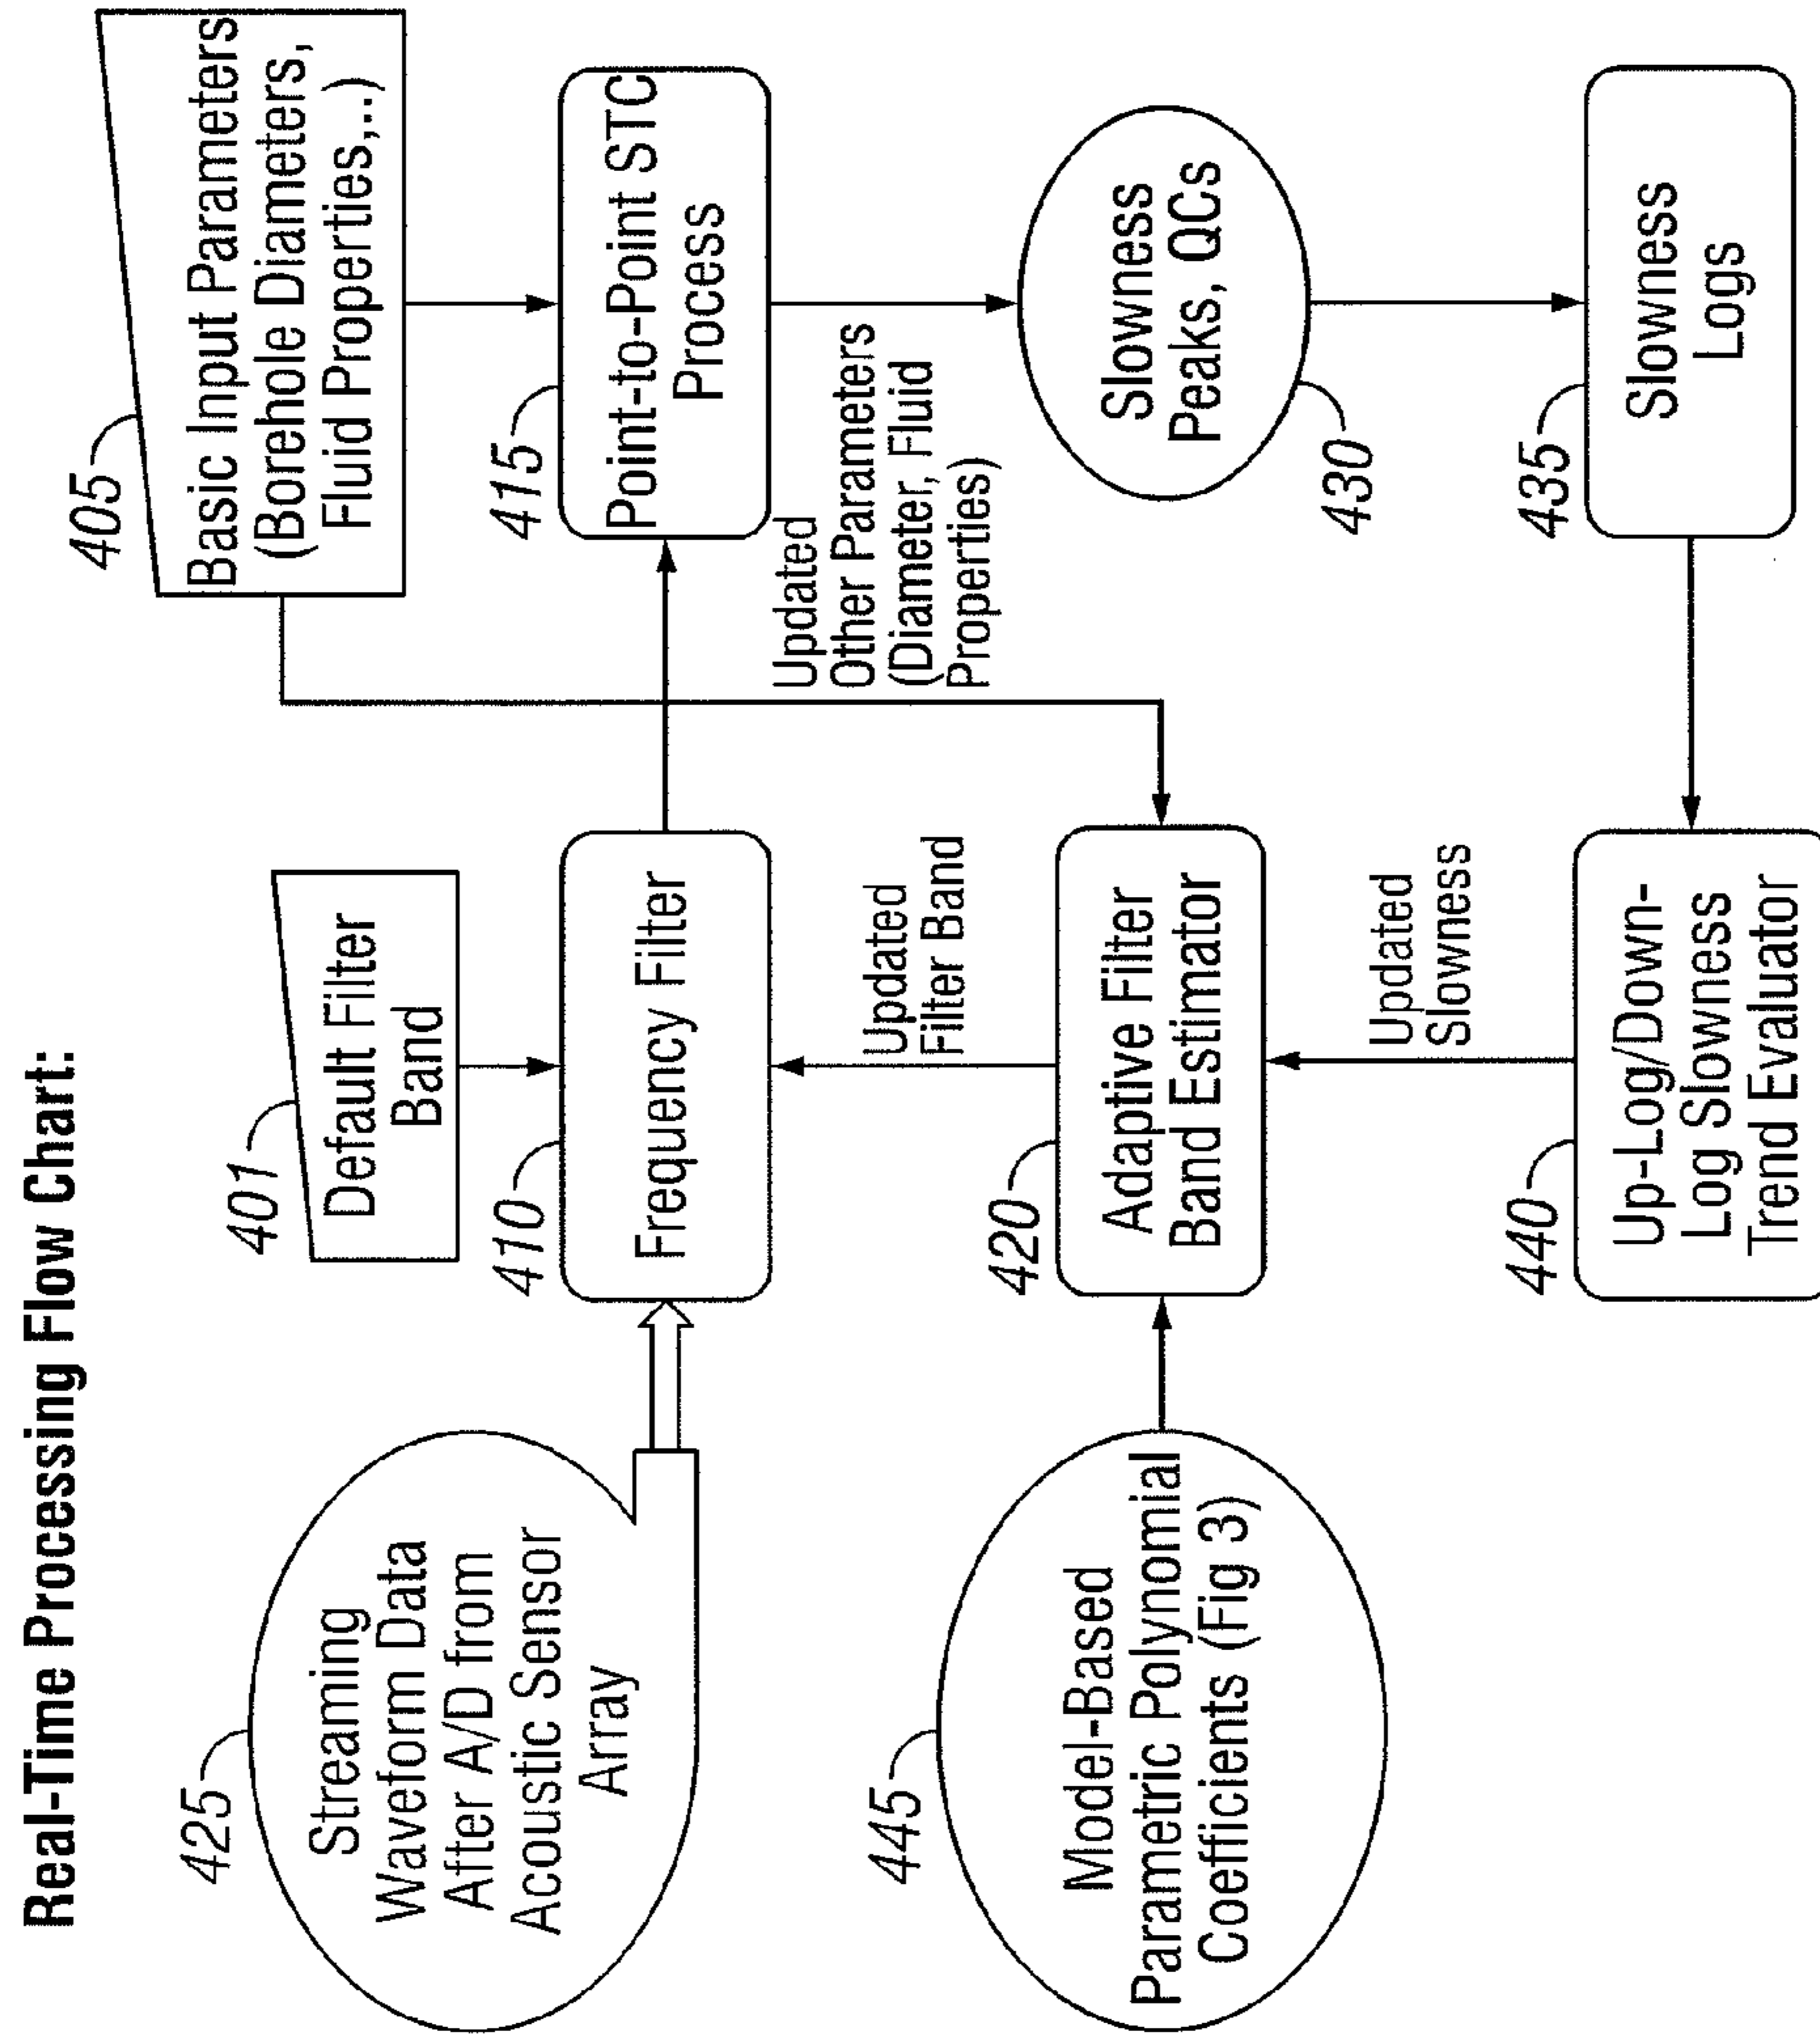 Real-Time Processing Flow Chart:
425
Streaming
Waveform Data
After A/D from
Acoustic Sensor
Array
401
Default Filter
Band
405
Basic Input Parameters
(Borehole Diameters,
Fluid Properties,..)
410
Frequency Filter
415
Point-to-Point STC
Process
Updated
Filter Band
Updated
Other Parameters
(Diameter, Fluid
Properties)
445
Model-Based
Parametric Polynomial
Coefficients (Fig 3)
420
Adaptive Filter
Band Estimator
Slowness
Peaks, QCs
430
Updated
Slowness
440
Up-Log/Down-
Log Slowness
Trend Evaluator
435
Slowness
Logs